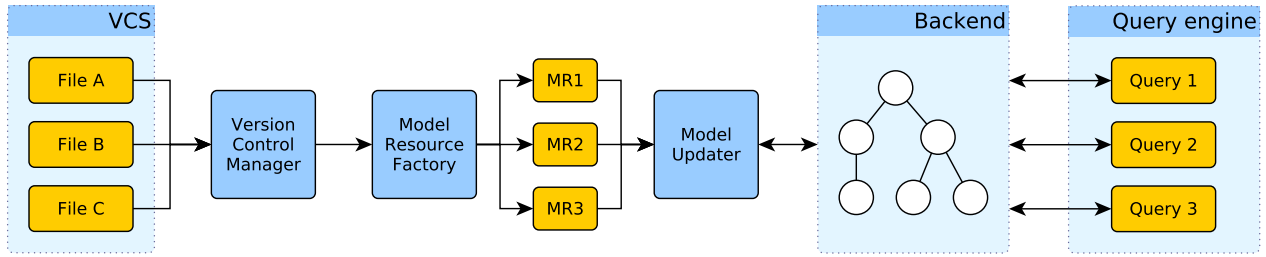 VCS
File A
File B
File C
Version
Control
Manager
Model
Resource
Factory
MR1
MR2
MR3
Model
Updater
Backend
Query engine
Query 1
Query 2
Query 3